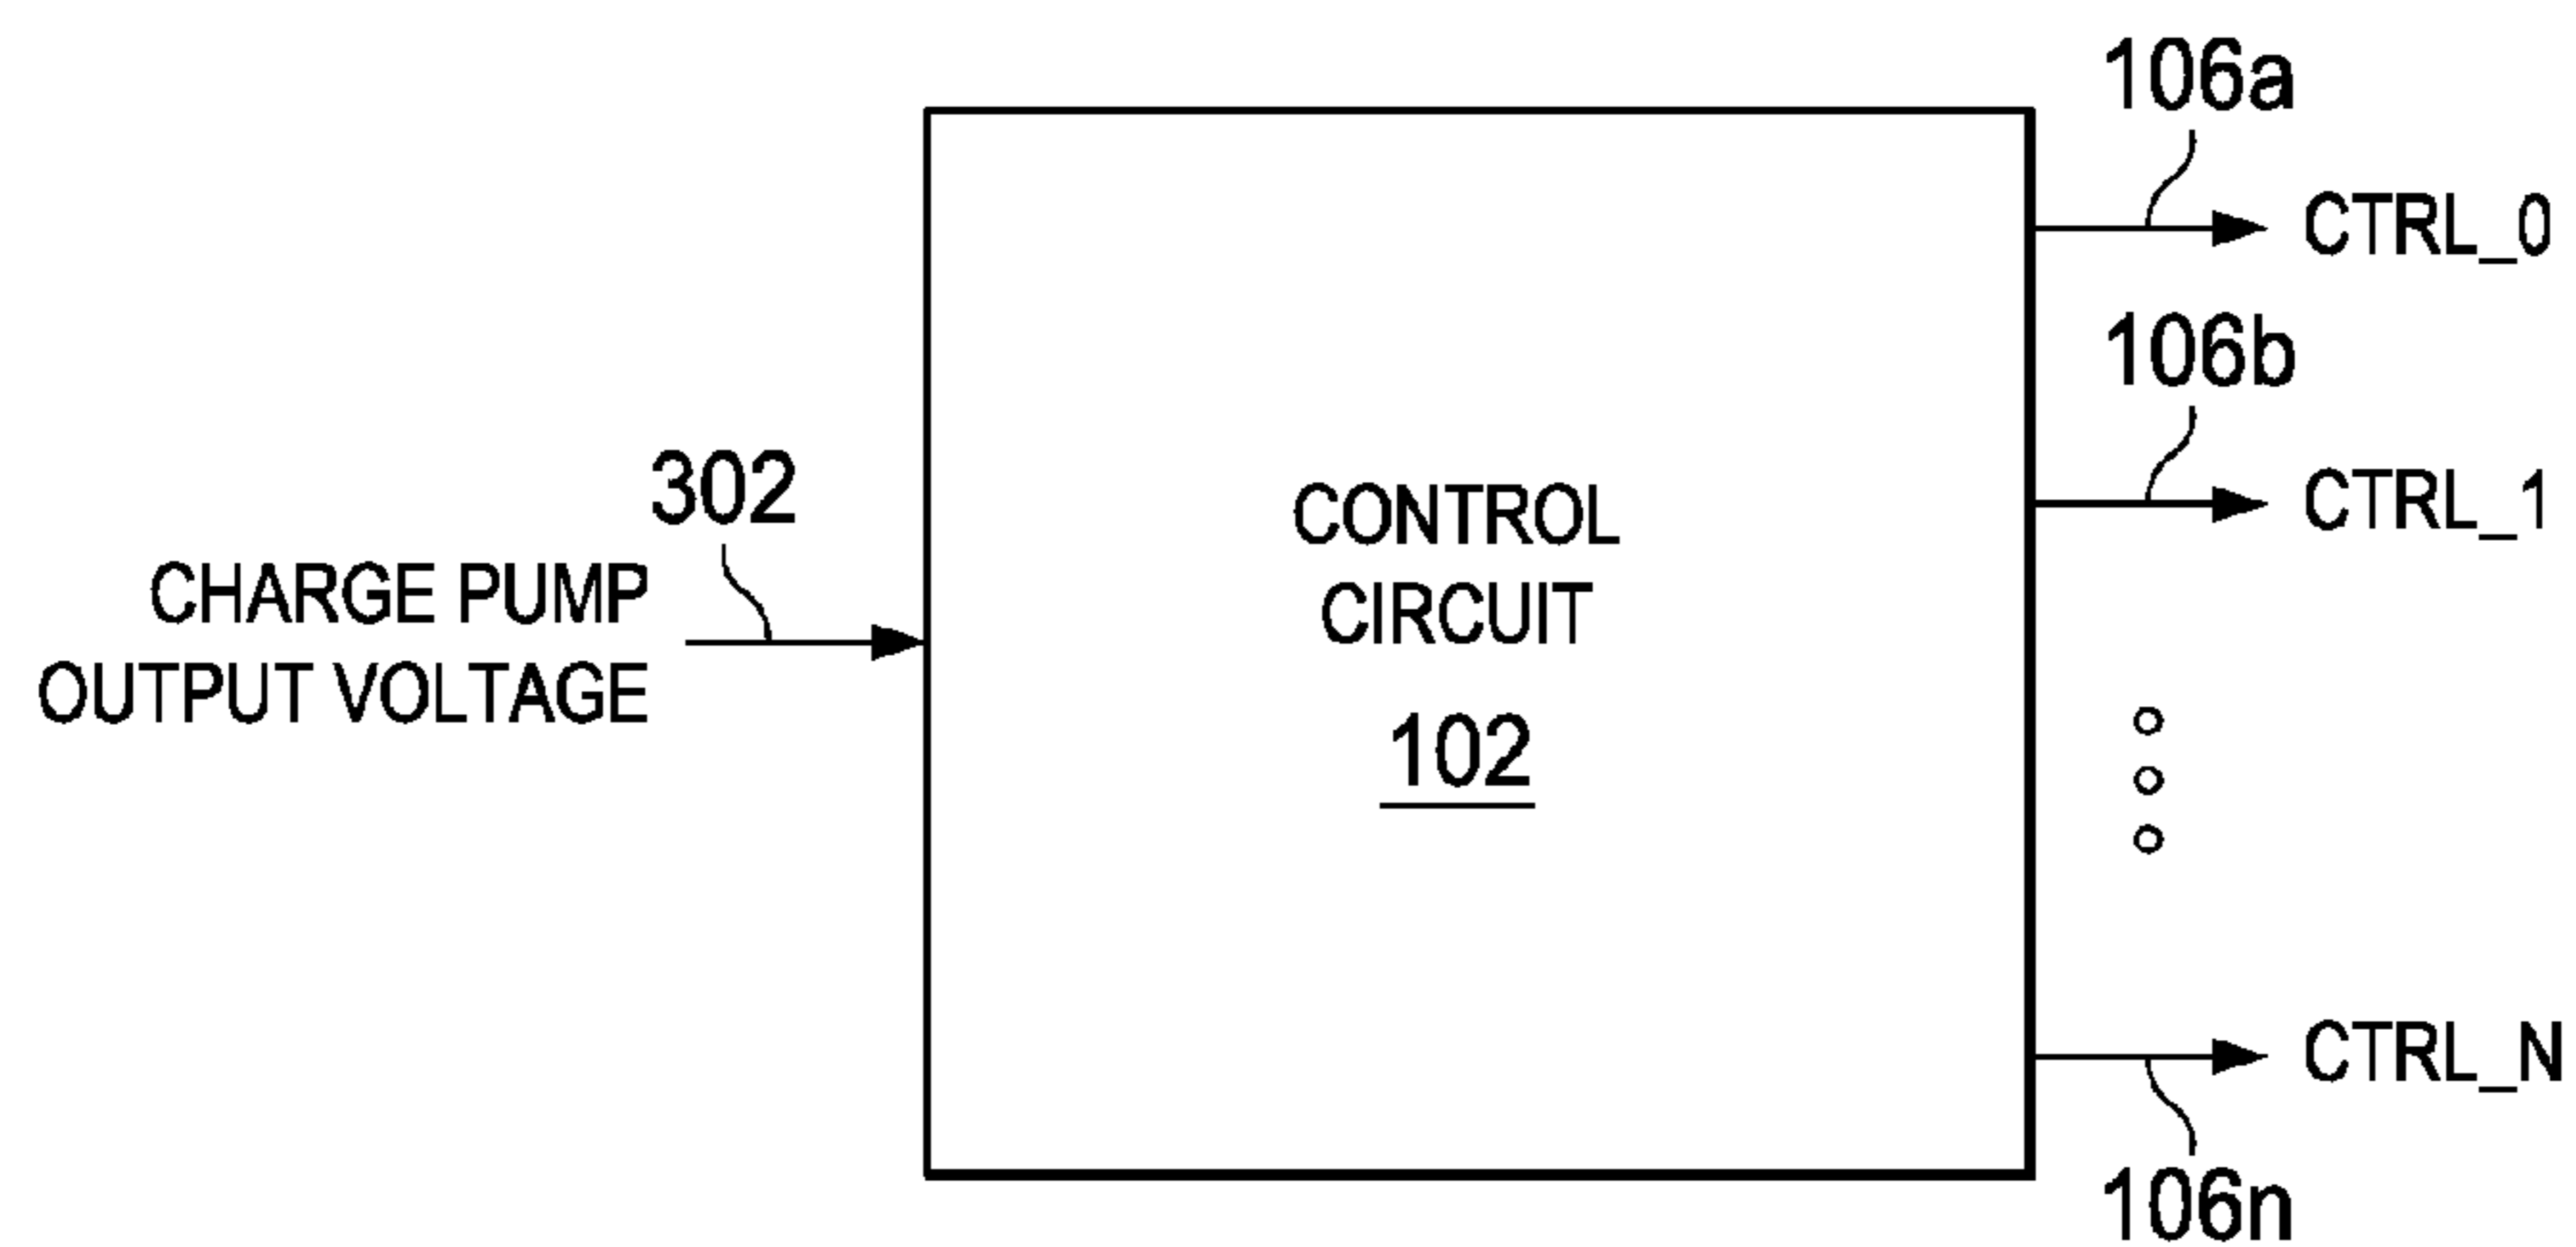 106a
CTRL_0
106b
CTRL_1
302
CHARGE PUMP
OUTPUT VOLTAGE
CONTROL
CIRCUIT
102
CTRL_N
106n